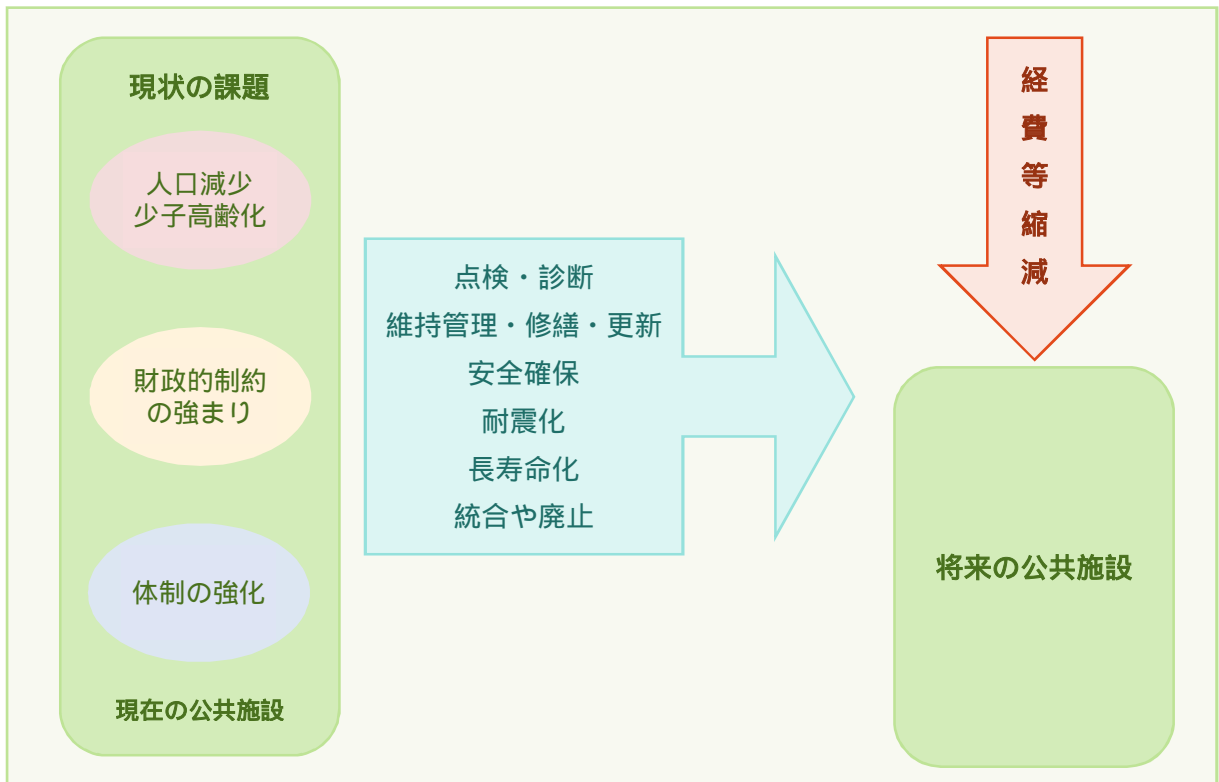 現状の課題
人口減少
少子高齢化
財政的制約
の強まり
体制の強化
現在の公共施設
点検・診断
維持管理・修繕・更新
安全確保
耐震化
長寿命化
統合や廃止
経費等縮減
将来の公共施設